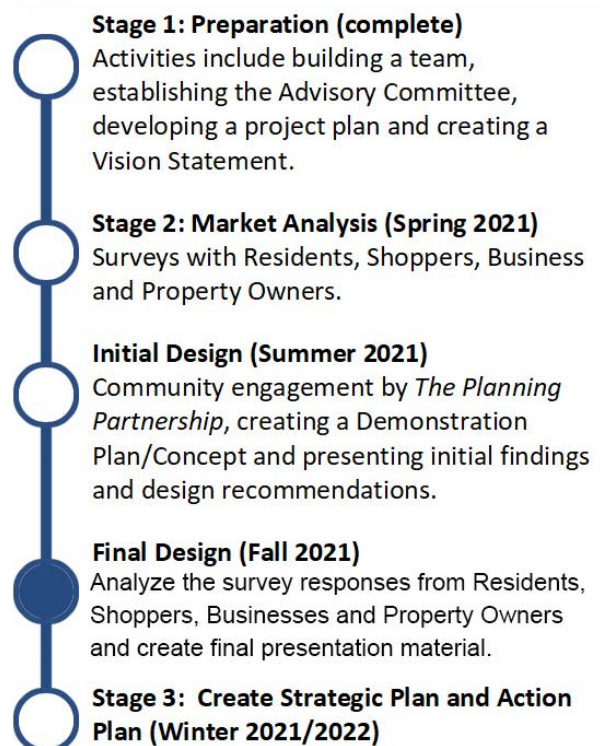 Stage 1: Preparation (complete)
Activities include building a team,
establishing the Advisory Committee,
developing a project plan and creating a
Vision Statement.
Stage 2: Market Analysis (Spring 2021)
Surveys with Residents, Shoppers, Business
and Property Owners.
Initial Design (Summer 2021)
Community engagement by The Planning
Partnership, creating a Demonstration
Plan/Concept and presenting initial findings
and design recommendations.
Final Design (Fall 2021)
Analyze the survey responses from Residents,
Shoppers, Businesses and Property Owners
and create final presentation material.
Stage 3: Create Strategic Plan and Action
Plan (Winter 2021/2022)